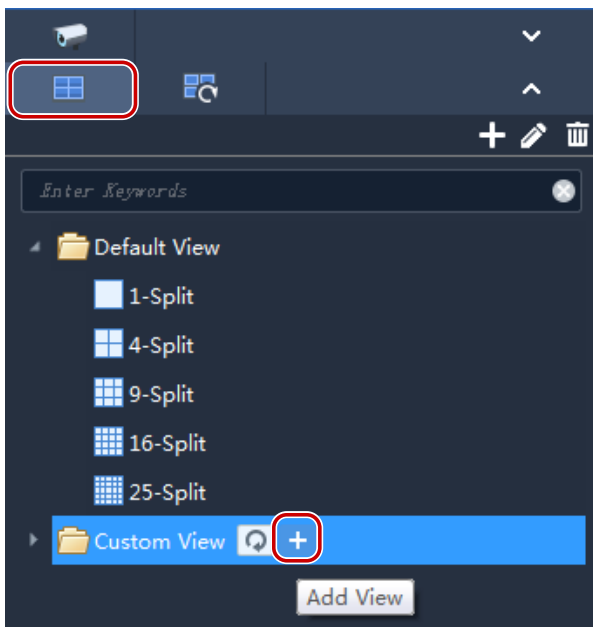 Enter Keywords
Default View
1-Split
4-Split
9-Split
16-Split
25-Split
Custom View
Add View